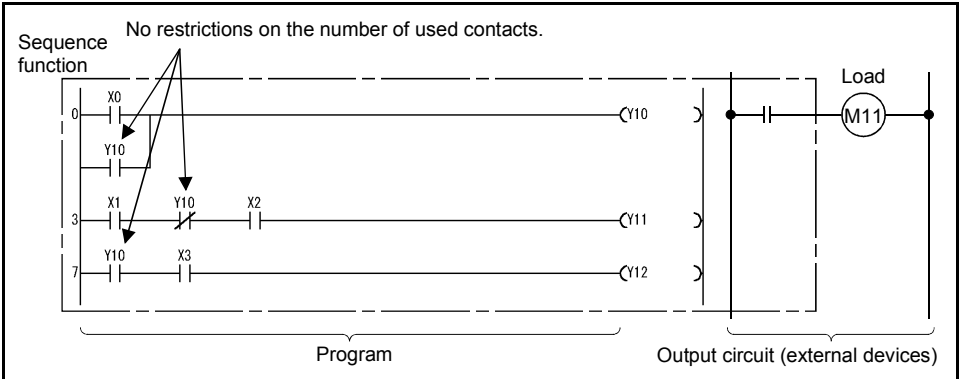 No restrictions on the number of used contacts.
Sequence
function
Load
0 X0 Y10
M11
Y10
3 X1 Y10 X2 Y11
7 Y10 X3 Y12
Program
Output circuit (external devices)